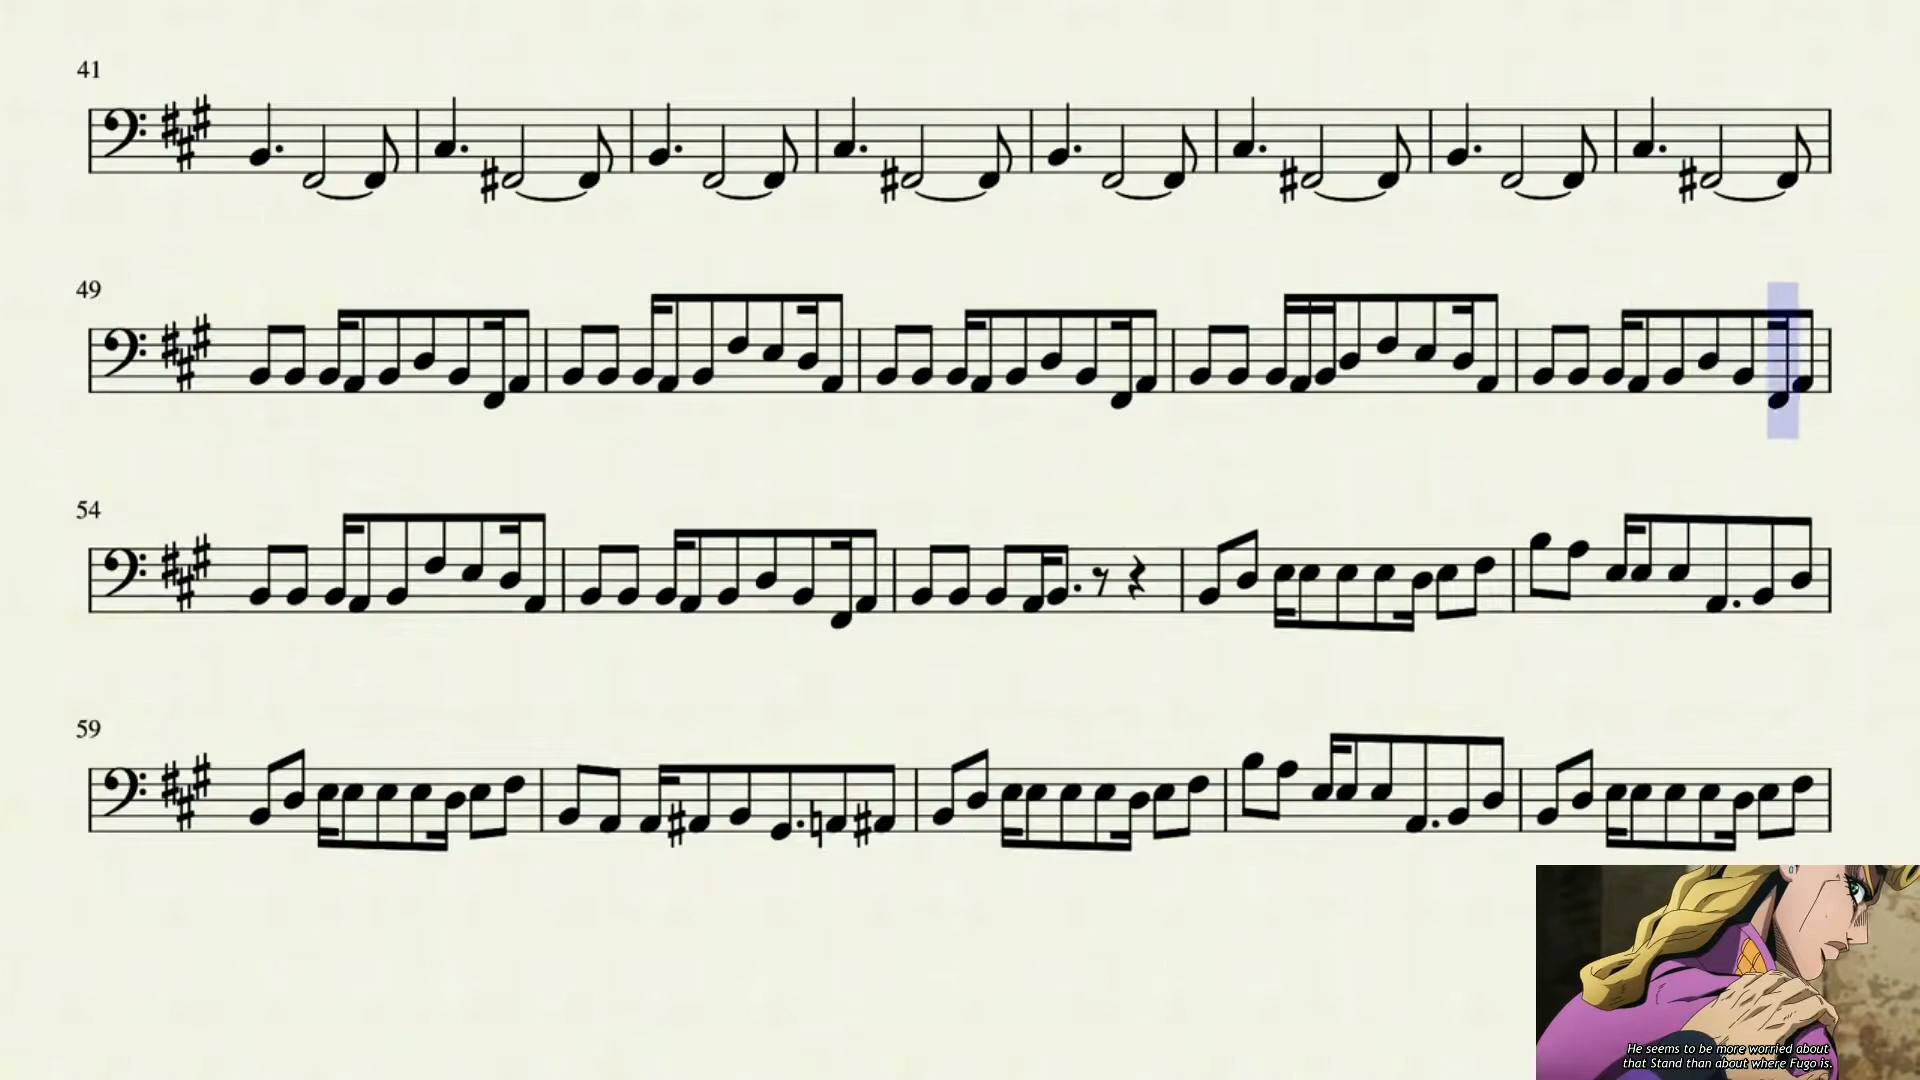 41
49
54
59
He seems to be more worried about
that Stand than about where Fugo is.